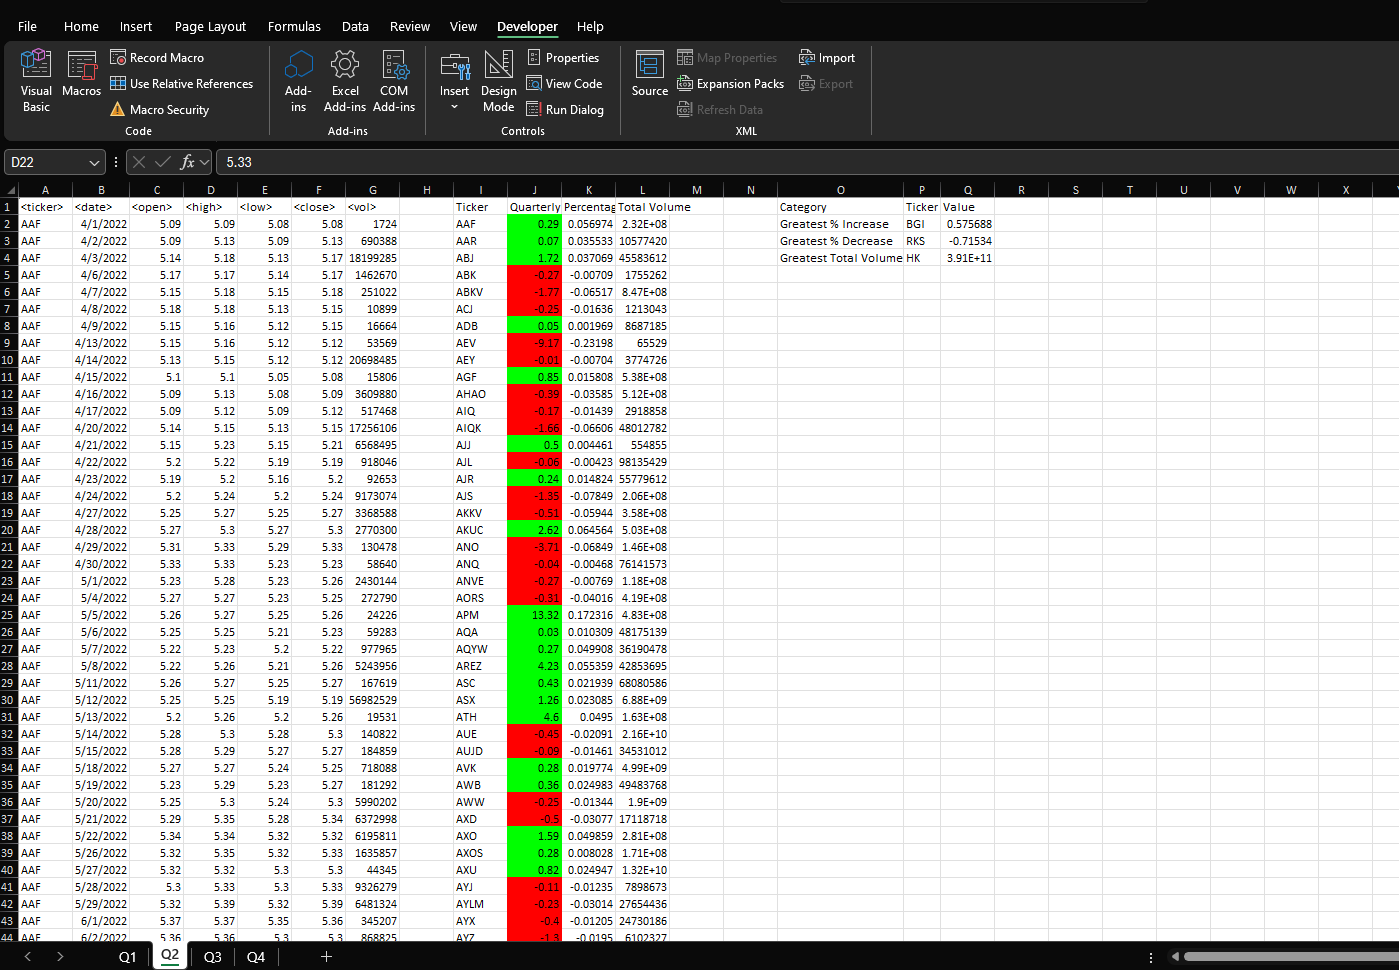 File Home Insert Page Layout Formulas Data Review View Developer Help
Visual Basic Macros Record Macro Use Relative References Macro Security Code
Add-ins Excel Add-ins COM Add-ins Add-ins
Insert Design Mode Properties View Code Run Dialog Controls
Source Map Properties Expansion Packs Refresh Data Import Export XML
D22 fx 5.33
A B C D E F G H I J K L M N O P Q R S T U V W X
1 <ticker> <date> <open> <high> <low> <close> <vol> Ticker Quarterly Percentag Total Volume Category Ticker Value
2 AAF 4/1/2022 5.09 5.09 5.08 5.08 1724 AAF 0.29 0.056974 2.32E+08 Greatest % Increase BGI 0.575688
3 AAF 4/2/2022 5.09 5.13 5.09 5.13 690388 AAR 0.07 0.035533 10577420 Greatest % Decrease RKS -0.71534
4 AAF 4/3/2022 5.14 5.18 5.13 5.17 18199285 ABJ 1.72 0.037069 45583612 Greatest Total Volume HK 3.91E+11
5 AAF 4/6/2022 5.17 5.17 5.14 5.17 1462670 ABK -0.27 -0.00709 1755262
6 AAF 4/7/2022 5.15 5.18 5.15 5.18 251022 ABKV -1.77 -0.06517 8.47E+08
7 AAF 4/8/2022 5.18 5.18 5.13 5.15 10899 ACJ -0.25 -0.01636 1213043
8 AAF 4/9/2022 5.15 5.16 5.12 5.15 16664 ADB 0.05 0.001969 8687185
9 AAF 4/13/2022 5.15 5.16 5.12 5.12 53569 AEV -9.17 -0.23198 65529
10 AAF 4/14/2022 5.13 5.15 5.12 5.12 20698485 AEY -0.01 -0.00704 3774726
11 AAF 4/15/2022 5.1 5.1 5.05 5.08 15806 AGF 0.85 0.015808 5.38E+08
12 AAF 4/16/2022 5.09 5.13 5.08 5.09 3609880 AHAO -0.39 -0.03585 5.12E+08
13 AAF 4/17/2022 5.09 5.12 5.09 5.12 517468 AIQ -0.17 -0.01439 2918858
14 AAF 4/20/2022 5.14 5.15 5.13 5.15 17256106 AIQK -1.66 -0.06606 48012782
15 AAF 4/21/2022 5.15 5.23 5.15 5.21 6568495 AJJ 0.5 0.004461 554855
16 AAF 4/22/2022 5.2 5.22 5.19 5.19 918046 AJL -0.06 -0.00423 98135429
17 AAF 4/23/2022 5.19 5.2 5.16 5.2 92653 AJR 0.24 0.014824 55779612
18 AAF 4/24/2022 5.2 5.24 5.2 5.24 9173074 AJS -1.35 -0.07849 2.06E+08
19 AAF 4/27/2022 5.25 5.27 5.25 5.27 3368588 AKKV -0.51 -0.05944 3.58E+08
20 AAF 4/28/2022 5.27 5.3 5.27 5.3 2770300 AKUC 2.62 0.064564 5.03E+08
21 AAF 4/29/2022 5.31 5.33 5.29 5.33 130478 ANO -3.71 -0.06849 1.46E+08
22 AAF 4/30/2022 5.33 5.33 5.23 5.23 58640 ANQ -0.04 -0.00468 76141573
23 AAF 5/1/2022 5.23 5.28 5.23 5.26 2430144 ANVE -0.27 -0.00769 1.18E+08
24 AAF 5/4/2022 5.27 5.27 5.23 5.25 272790 AORS -0.31 -0.04016 4.19E+08
25 AAF 5/5/2022 5.26 5.27 5.25 5.26 24226 APM 13.32 0.172316 4.83E+08
26 AAF 5/6/2022 5.25 5.25 5.21 5.23 59283 AQA 0.03 0.010309 48175139
27 AAF 5/7/2022 5.22 5.23 5.2 5.22 977965 AQYW 0.27 0.049908 36190478
28 AAF 5/8/2022 5.22 5.26 5.21 5.26 5243956 AREZ 4.23 0.055359 42853695
29 AAF 5/11/2022 5.26 5.27 5.25 5.27 167619 ASC 0.43 0.021939 68080586
30 AAF 5/12/2022 5.25 5.25 5.19 5.19 56982529 ASX 1.26 0.023085 6.88E+09
31 AAF 5/13/2022 5.2 5.26 5.2 5.26 19531 ATH 4.6 0.0495 1.63E+08
32 AAF 5/14/2022 5.28 5.3 5.28 5.3 140822 AUE -0.45 -0.02091 2.16E+10
33 AAF 5/15/2022 5.28 5.29 5.27 5.27 184859 AUJD -0.09 -0.01461 34531012
34 AAF 5/18/2022 5.27 5.27 5.24 5.25 718088 AVK 0.28 0.019774 4.99E+09
35 AAF 5/19/2022 5.23 5.29 5.23 5.27 181292 AWB 0.36 0.024983 49483768
36 AAF 5/20/2022 5.25 5.3 5.24 5.3 5990202 AWW -0.25 -0.01344 1.9E+09
37 AAF 5/21/2022 5.29 5.35 5.28 5.34 6372998 AXD -0.5 -0.03077 17118718
38 AAF 5/22/2022 5.34 5.34 5.32 5.32 6195811 AXO 1.59 0.049859 2.81E+08
39 AAF 5/26/2022 5.32 5.35 5.32 5.33 1635857 AXOS 0.28 0.008028 1.71E+08
40 AAF 5/27/2022 5.32 5.32 5.3 5.3 44345 AXU 0.82 0.024947 1.32E+10
41 AAF 5/28/2022 5.3 5.33 5.3 5.33 9326279 AYJ -0.11 -0.01235 7898673
42 AAF 5/29/2022 5.32 5.39 5.32 5.39 6481324 AYLM -0.23 -0.03014 27654436
43 AAF 6/1/2022 5.37 5.37 5.35 5.36 345207 AYX -0.4 -0.01205 24730186
44 AAF 6/2/2022 5.36 5.36 5.3 5.3 868825 AYZ -1.3 -0.0195 6102327
Q1 Q2 Q3 Q4 +